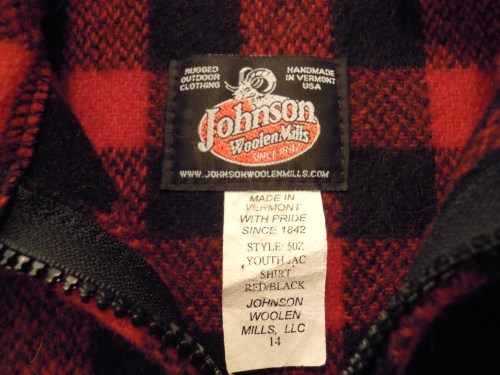 RUGGED
OUTDOOR
CLOTHING
HANDMADE
IN VERMONT
USA
Johnson
Woolen Mills
SINCE 1842
WWW.JOHNSONWOOLENMILLS.COM
MADE IN
VERMONT
WITH PRIDE
SINCE 1842
STYLE
YOUTH JAC
SHIRT
RED/BLACK
JOHNSON
WOOLEN
MILLS, LLC
14